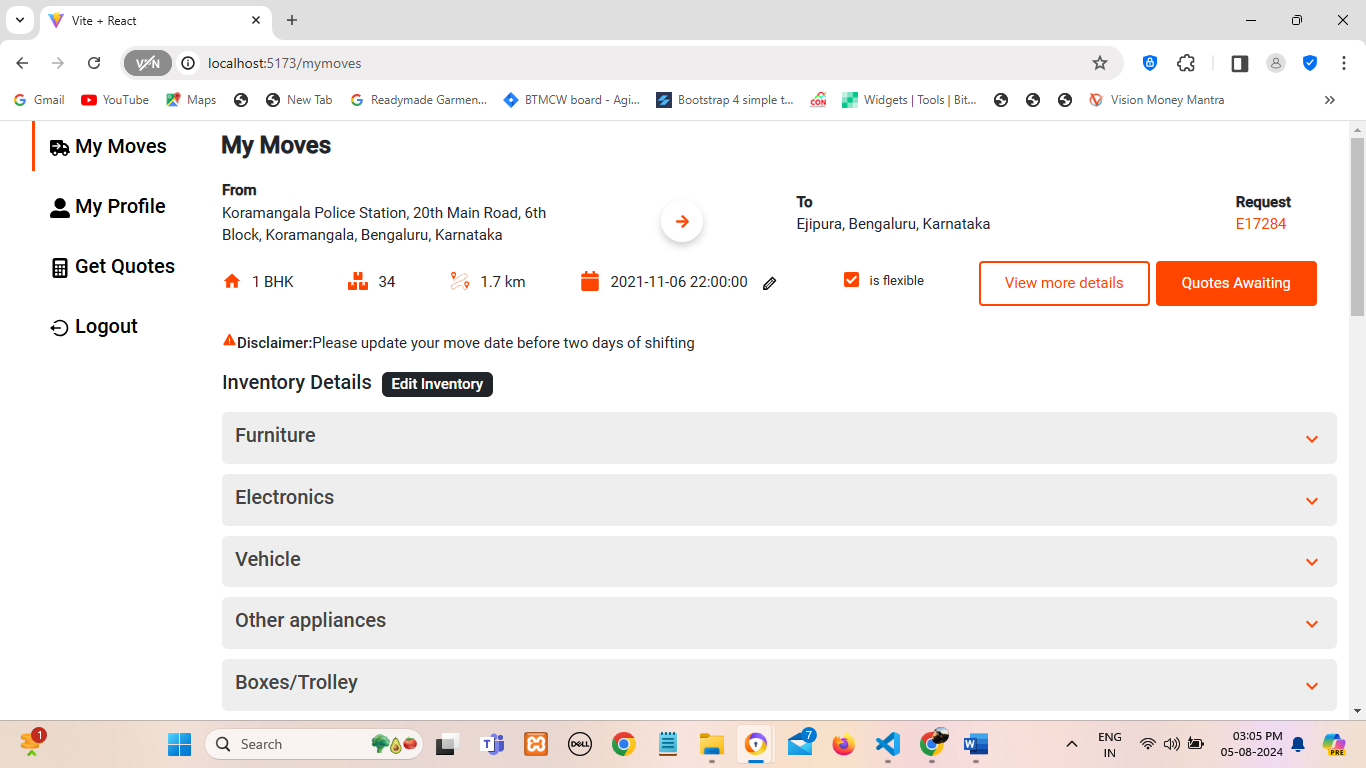 Vite + React
VPN
localhost:5173/mymoves
Gmail
YouTube
Maps
New Tab
Readymade Garmen...
BTMCW board - Agi...
Bootstrap 4 simple t...
CON
Widgets | Tools | Bit...
Vision Money Mantra
My Moves
My Profile
Get Quotes
Logout
My Moves
From
Koramangala Police Station, 20th Main Road, 6th
Block, Koramangala, Bengaluru, Karnataka
To
Ejipura, Bengaluru, Karnataka
Request
E17284
1 BHK
34
1.7 km
2021-11-06 22:00:00
is flexible
View more details
Quotes Awaiting
Disclaimer:Please update your move date before two days of shifting
Inventory Details
Edit Inventory
Furniture
Electronics
Vehicle
Other appliances
Boxes/Trolley
1
Search
DELL
7
ENG
IN
03:05 PM
05-08-2024
PRE